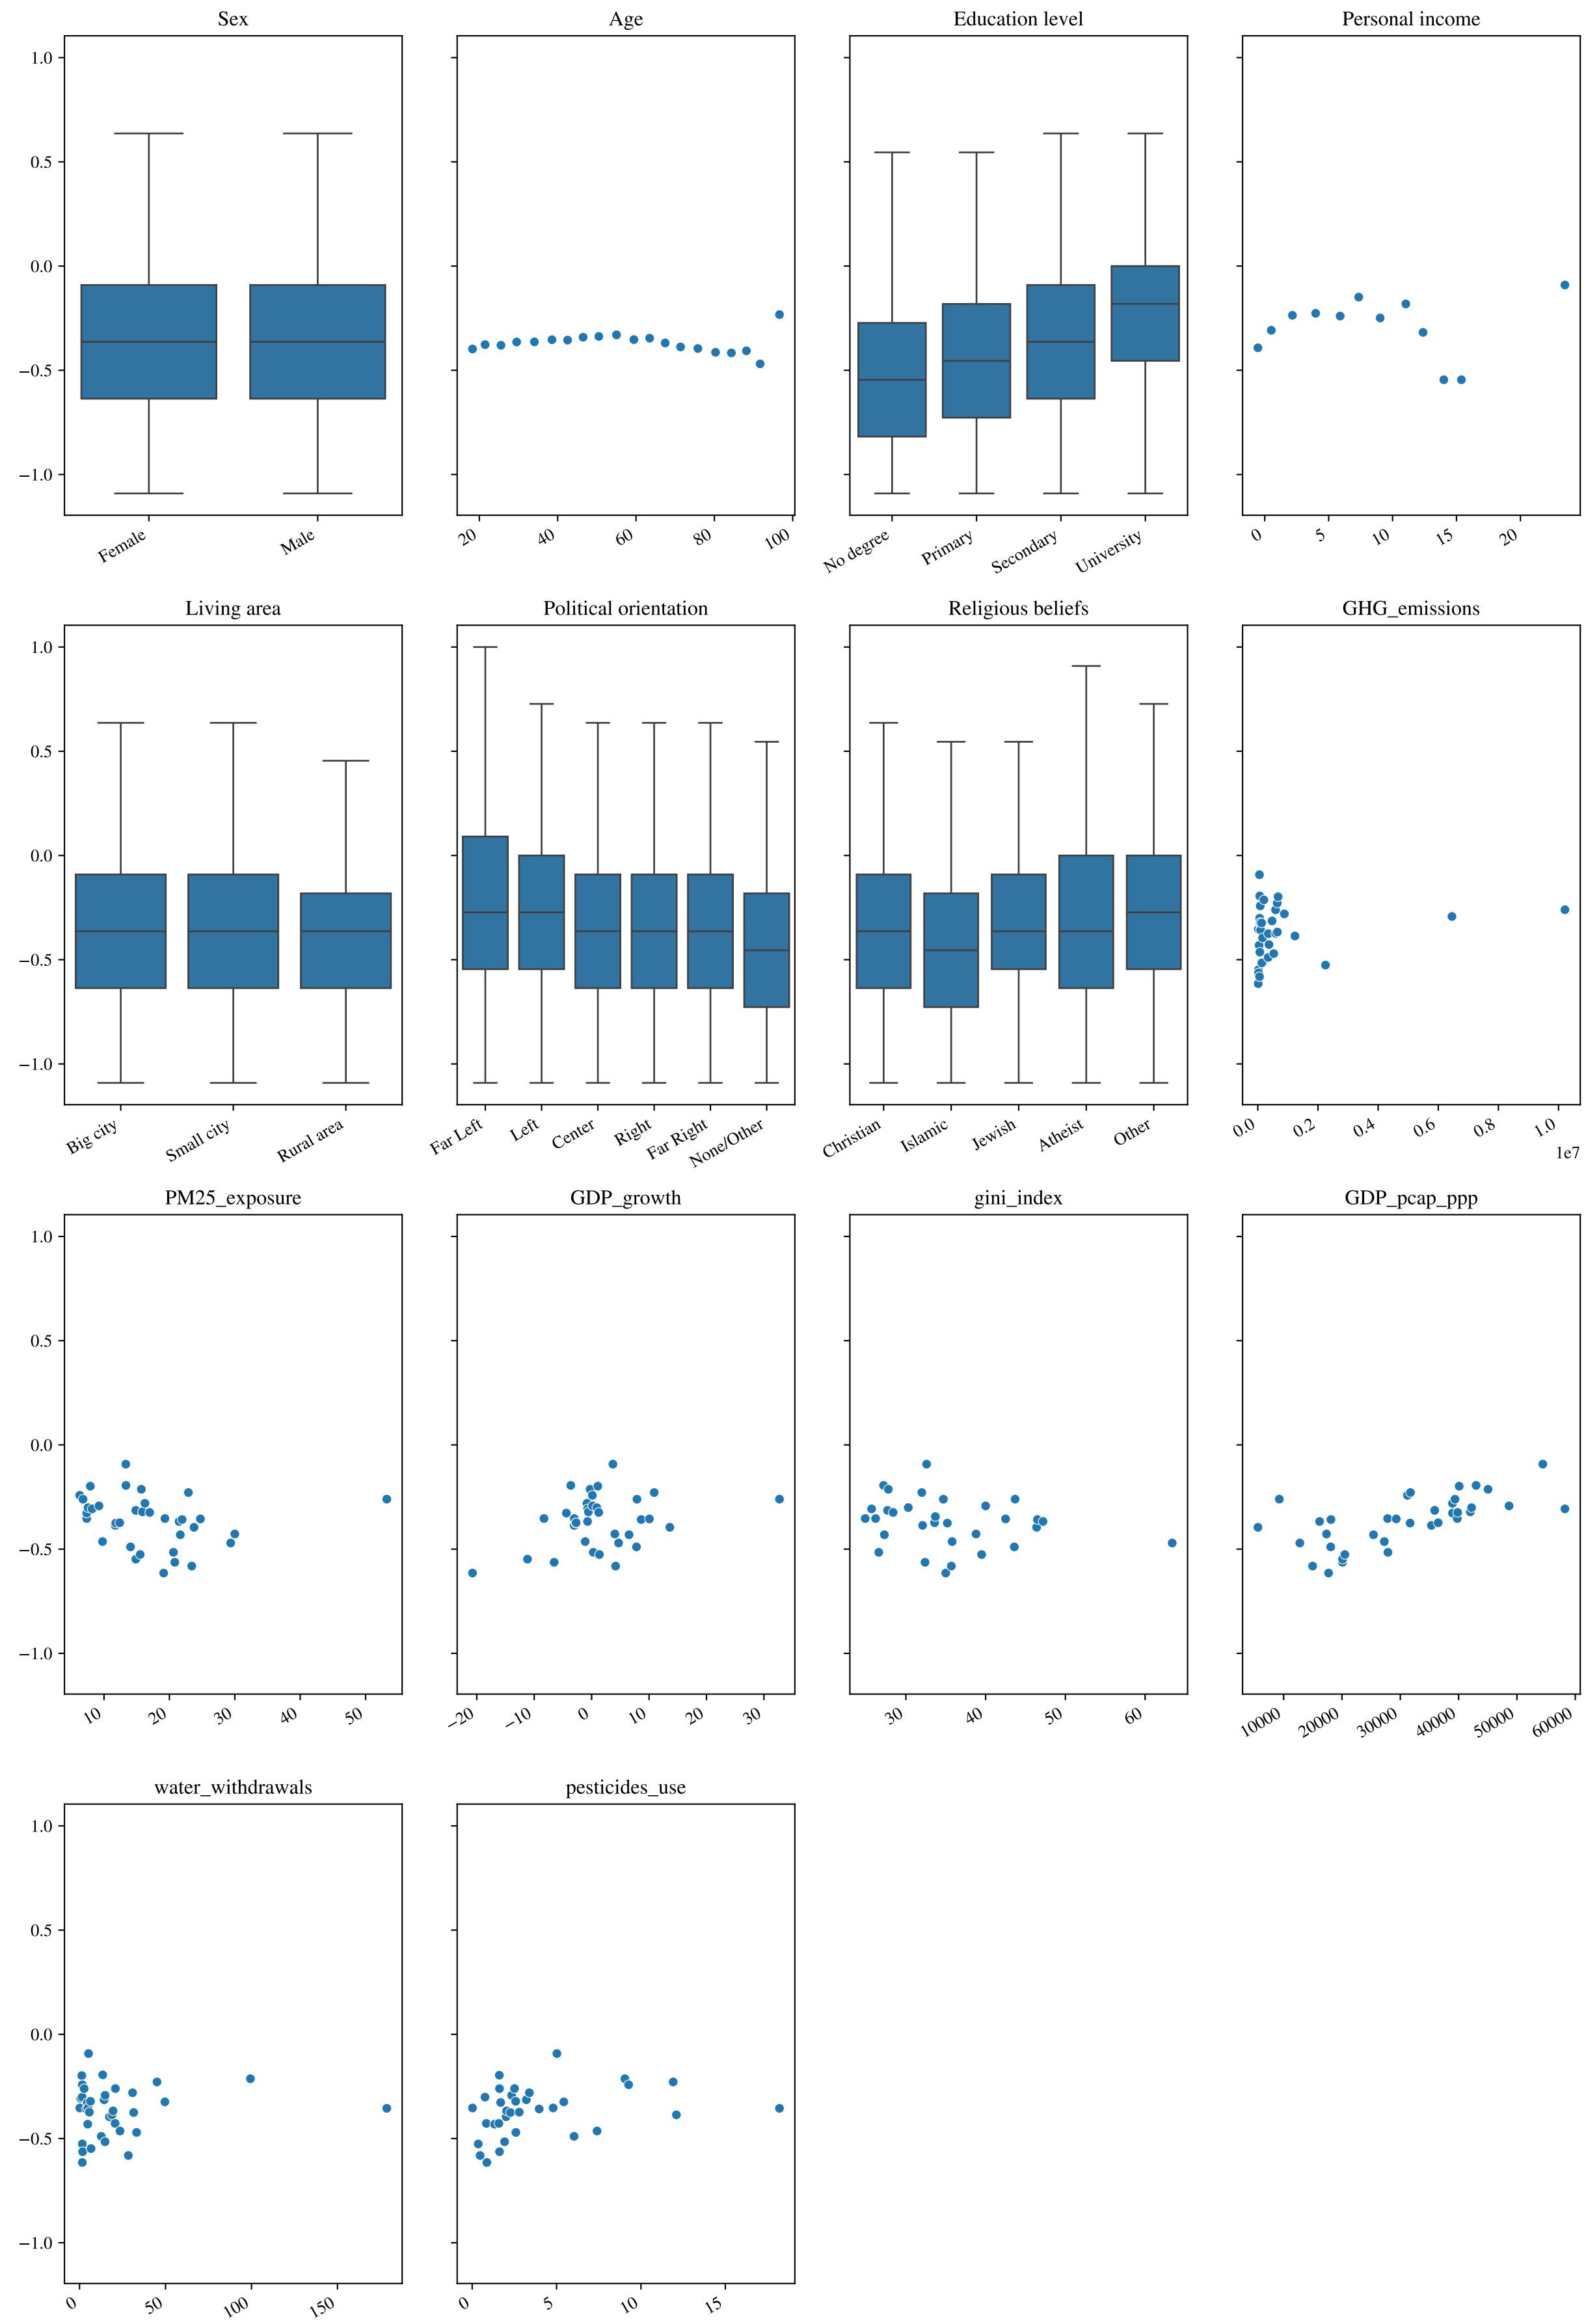 Sex
Age
Education level
Personal income
1.0
0.5
0.0
−0.5
−1.0
Female
Male
20
40
60
80
100
No degree
Primary
Secondary
University
0
5
10
15
20
Living area
Political orientation
Religious beliefs
GHG_emissions
1.0
0.5
0.0
−0.5
−1.0
Big city
Small city
Rural area
Far Left
Left
Center
Right
Far Right
None/Other
Christian
Islamic
Jewish
Atheist
Other
0.0
0.2
0.4
0.6
0.8
1.0
1e7
PM25_exposure
GDP_growth
gini_index
GDP_pcap_ppp
1.0
0.5
0.0
−0.5
−1.0
10
20
30
40
50
−20
−10
0
10
20
30
30
40
50
60
10000
20000
30000
40000
50000
60000
water_withdrawals
pesticides_use
1.0
0.5
0.0
−0.5
−1.0
0
50
100
150
0
5
10
15